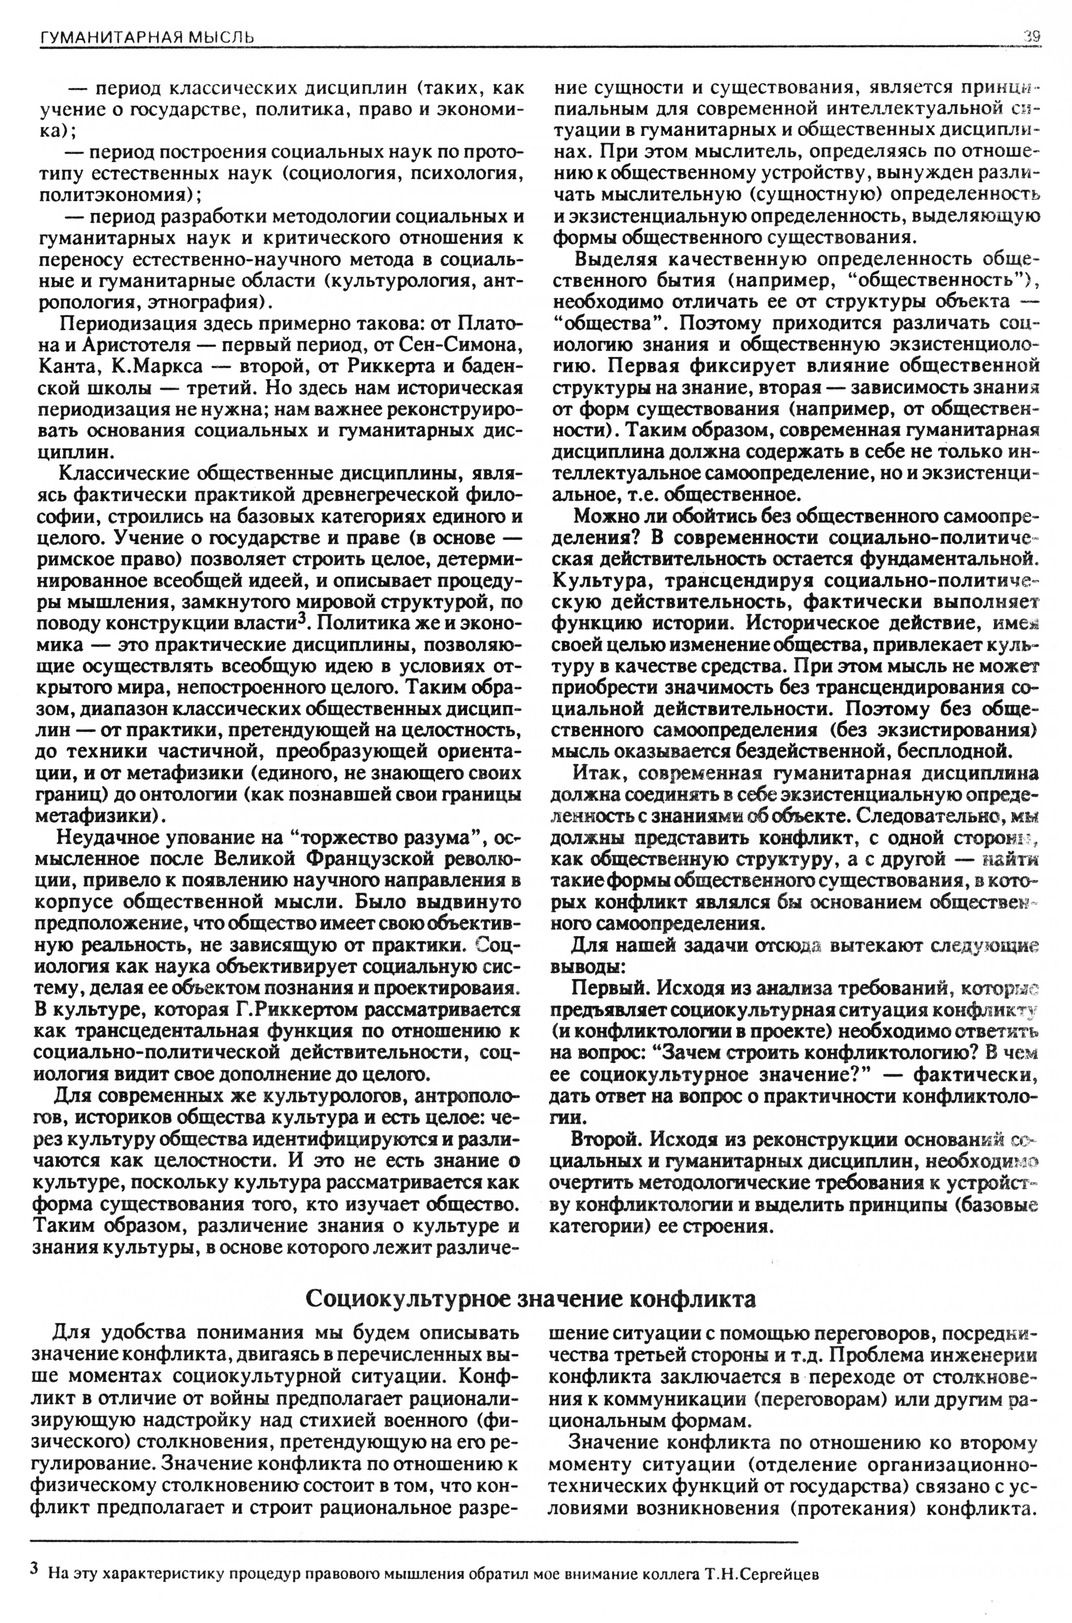 ГУМАНИТАРНАЯ МЫСЛЬ
39
— период классических дисциплин (таких, как
учение о государстве, политика, право и экономи-
ка);
— период построения социальных наук по прото-
типу естественных наук (социология, психология,
политэкономия);
— период разработки методологии социальных и
гуманитарных наук и критического отношения к
переносу естественно-научного метода в социаль-
ные и гуманитарные области (культурология, ант-
ропология, этнография).
Периодизация здесь примерно такова: от Плато-
на и Аристотеля — первый период, от Сен-Симона,
Канта, К.Маркса — второй, от Риккерта и баден-
ской школы — третий. Но здесь нам историческая
периодизация не нужна; нам важнее реконструиро-
вать основания социальных и гуманитарных дис-
циплин.
Классические общественные дисциплины, явля-
ясь фактически практикой древнегреческой фило-
софии, строились на базовых категориях единого и
целого. Учение о государстве и праве (в основе —
римское право) позволяет строить целое, детерми-
нированное всеобщей идеей, и описывает процеду-
ры мышления, замкнутого мировой структурой, по
поводу конструкции власти³. Политика же и эконо-
мика — это практические дисциплины, позволяю-
щие осуществлять всеобщую идею в условиях от-
крытого мира, непостроенного целого. Таким обра-
зом, диапазон классических общественных дисцип-
лин — от практики, претендующей на целостность,
до техники частичной, преобразующей ориента-
ции, и от метафизики (единого, не знающего своих
границ) до онтологии (как познавшей свои границы
метафизики).
Неудачное упование на “торжество разума”, ос-
мысленное после Великой Французской револю-
ции, привело к появлению научного направления в
корпусе общественной мысли. Было выдвинуто
предположение, что общество имеет свою объектив-
ную реальность, не зависящую от практики. Соц-
иология как наука объективирует социальную сис-
тему, делая ее объектом познания и проектироваия.
В культуре, которая Г.Риккертом рассматривается
как трансцедентальная функция по отношению к
социально-политической действительности, соц-
иология видит свое дополнение до целого.
Для современных же культурологов, антрополо-
гов, историков общества культура и есть целое: че-
рез культуру общества идентифицируются и разли-
чаются как целостности. И это не есть знание о
культуре, поскольку культура рассматривается как
форма существования того, кто изучает общество.
Таким образом, различение знания о культуре и
знания культуры, в основе которого лежит различе-
ние сущности и существования, является принци-
пиальным для современной интеллектуальной си-
туации в гуманитарных и общественных дисципли-
нах. При этом мыслитель, определяясь по отноше-
нию к общественному устройству, вынужден разли-
чать мыслительную (сущностную) определенность
и экзистенциальную определенность, выделяющую
формы общественного существования.
Выделяя качественную определенность обще-
ственного бытия (например, “общественность”),
необходимо отличать ее от структуры объекта —
“общества”. Поэтому приходится различать соц-
иологию знания и общественную экзистенциоло-
гию. Первая фиксирует влияние общественной
структуры на знание, вторая — зависимость знания
от форм существования (например, от обществен-
ности). Таким образом, современная гуманитарная
дисциплина должна содержать в себе не только ин-
теллектуальное самоопределение, но и экзистенци-
альное, т.е. общественное.
Можно ли обойтись без общественного самоопре-
деления? В современности социально-политиче-
ская действительность остается фундаментальной.
Культура, трансцендируя социально-политиче-
скую действительность, фактически выполняет
функцию истории. Историческое действие, имея
своей целью изменение общества, привлекает куль-
туру в качестве средства. При этом мысль не может
приобрести значимость без трансцендирования со-
циальной действительности. Поэтому без обще-
ственного самоопределения (без экзистирования)
мысль оказывается бездейственной, бесплодной.
Итак, современная гуманитарная дисциплина
должна соединять в себе экзистенциальную опреде-
ленность с знаниями об объекте. Следовательно, мы
должны представить конфликт, с одной стороны,
как общественную структуру, а с другой — найти
такие формы общественного существования, в кото-
рых конфликт являлся бы основанием обществен-
ного самоопределения.
Для нашей задачи отсюда вытекают следующие
выводы:
Первый. Исходя из анализа требований, которые
предъявляет социокультурная ситуация конфликту
(и конфликтологии в проекте) необходимо ответить
на вопрос: “Зачем строить конфликтологию? В чем
ее социокультурное значение?” — фактически,
дать ответ на вопрос о практичности конфликтоло-
гии.
Второй. Исходя из реконструкции оснований со-
циальных и гуманитарных дисциплин, необходимо
очертить методологические требования к устройст-
ву конфликтологии и выделить принципы (базовые
категории) ее строения.
Социокультурное значение конфликта
Для удобства понимания мы будем описывать
значение конфликта, двигаясь в перечисленных вы-
ше моментах социокультурной ситуации. Конф-
ликт в отличие от войны предполагает рационали-
зирующую надстройку над стихией военного (фи-
зического) столкновения, претендующую на его ре-
гулирование. Значение конфликта по отношению к
физическому столкновению состоит в том, что кон-
фликт предполагает и строит рациональное разре-
шение ситуации с помощью переговоров, посредни-
чества третьей стороны и т.д. Проблема инженерии
конфликта заключается в переходе от столкнове-
ния к коммуникации (переговорам) или другим ра-
циональным формам.
Значение конфликта по отношению ко второму
моменту ситуации (отделение организационно-
технических функций от государства) связано с ус-
ловиями возникновения (протекания) конфликта.
3 На эту характеристику процедур правового мышления обратил мое внимание коллега Т.Н.Сергейцев